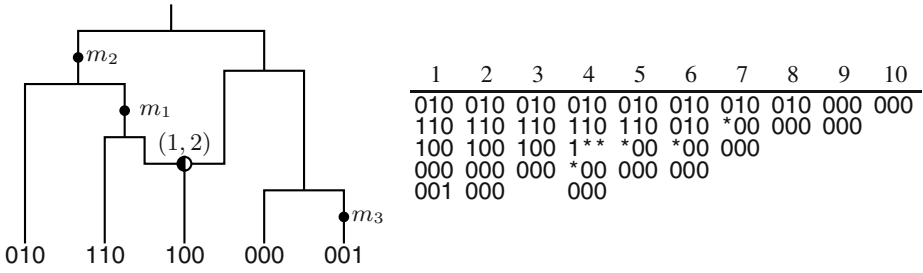 m₂
m₁
(1, 2)
m₃
010 110 100 000 001
1 2 3 4 5 6 7 8 9 10
010 010 010 010 010 010 010 010 000 000
110 110 110 110 110 010 *00 000 000
100 100 100 1** *00 *00 000
000 000 000 *00 000 000
001 000 000